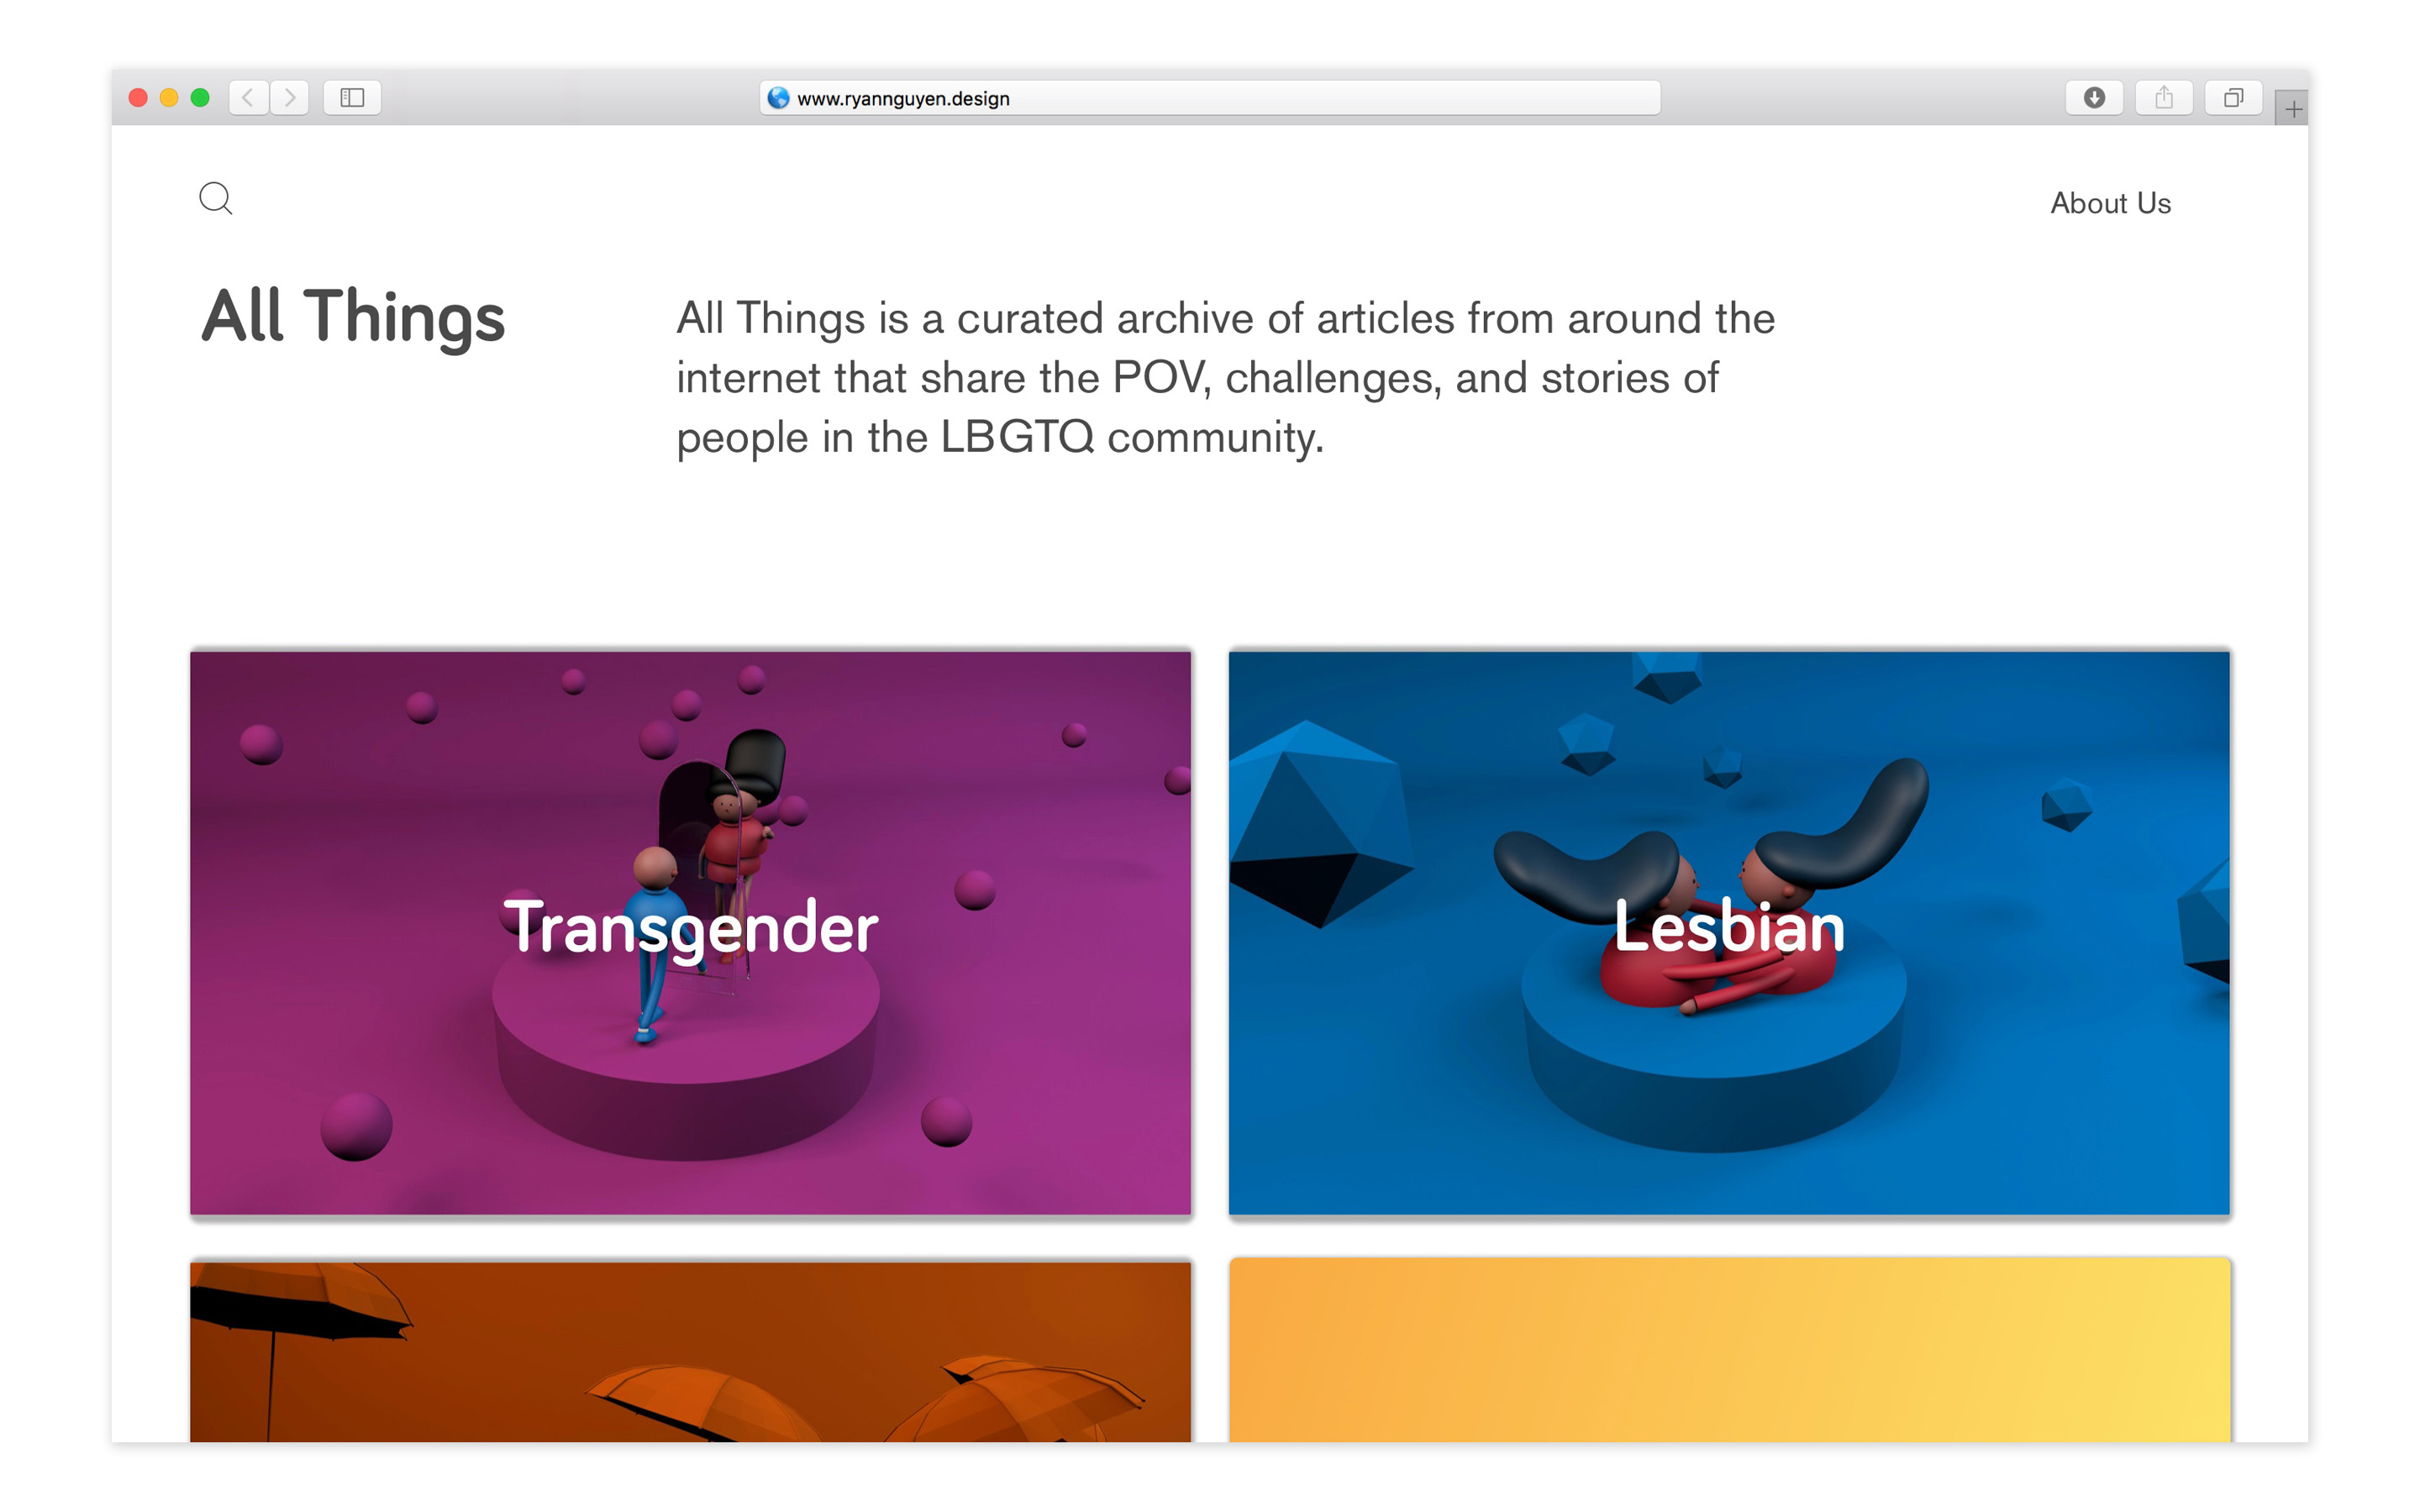 www.ryannguyen.design
About Us
All Things
All Things is a curated archive of articles from around the
internet that share the POV, challenges, and stories of
people in the LBGTQ community.
Transgender
Lesbian